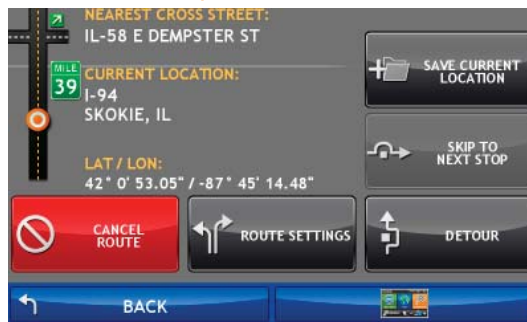 NEAREST CROSS STREET:
IL-58 E DEMPSTER ST
MILE
39
CURRENT LOCATION:
I-94
SKOKIE, IL
LAT / LON:
42° 0' 53.05" / -87° 45' 14.48"
SAVE CURRENT
LOCATION
SKIP TO
NEXT STOP
CANCEL
ROUTE
ROUTE SETTINGS
DETOUR
BACK